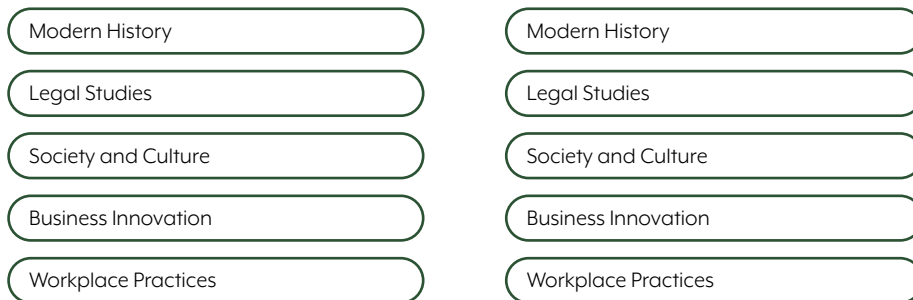 Modern History
Legal Studies
Society and Culture
Business Innovation
Workplace Practices
Modern History
Legal Studies
Society and Culture
Business Innovation
Workplace Practices